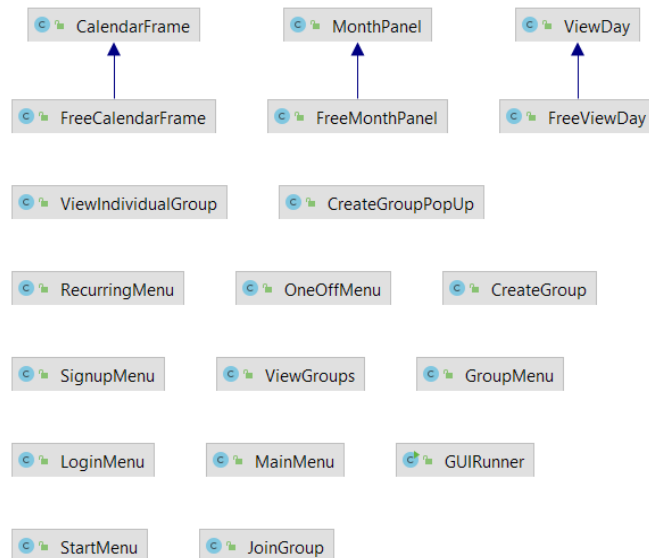 CalendarFrame MonthPanel ViewDay
FreeCalendarFrame FreeMonthPanel FreeViewDay
ViewIndividualGroup CreateGroupPopUp
RecurringMenu OneOffMenu CreateGroup
SignupMenu ViewGroups GroupMenu
LoginMenu MainMenu GUIRunner
StartMenu JoinGroup